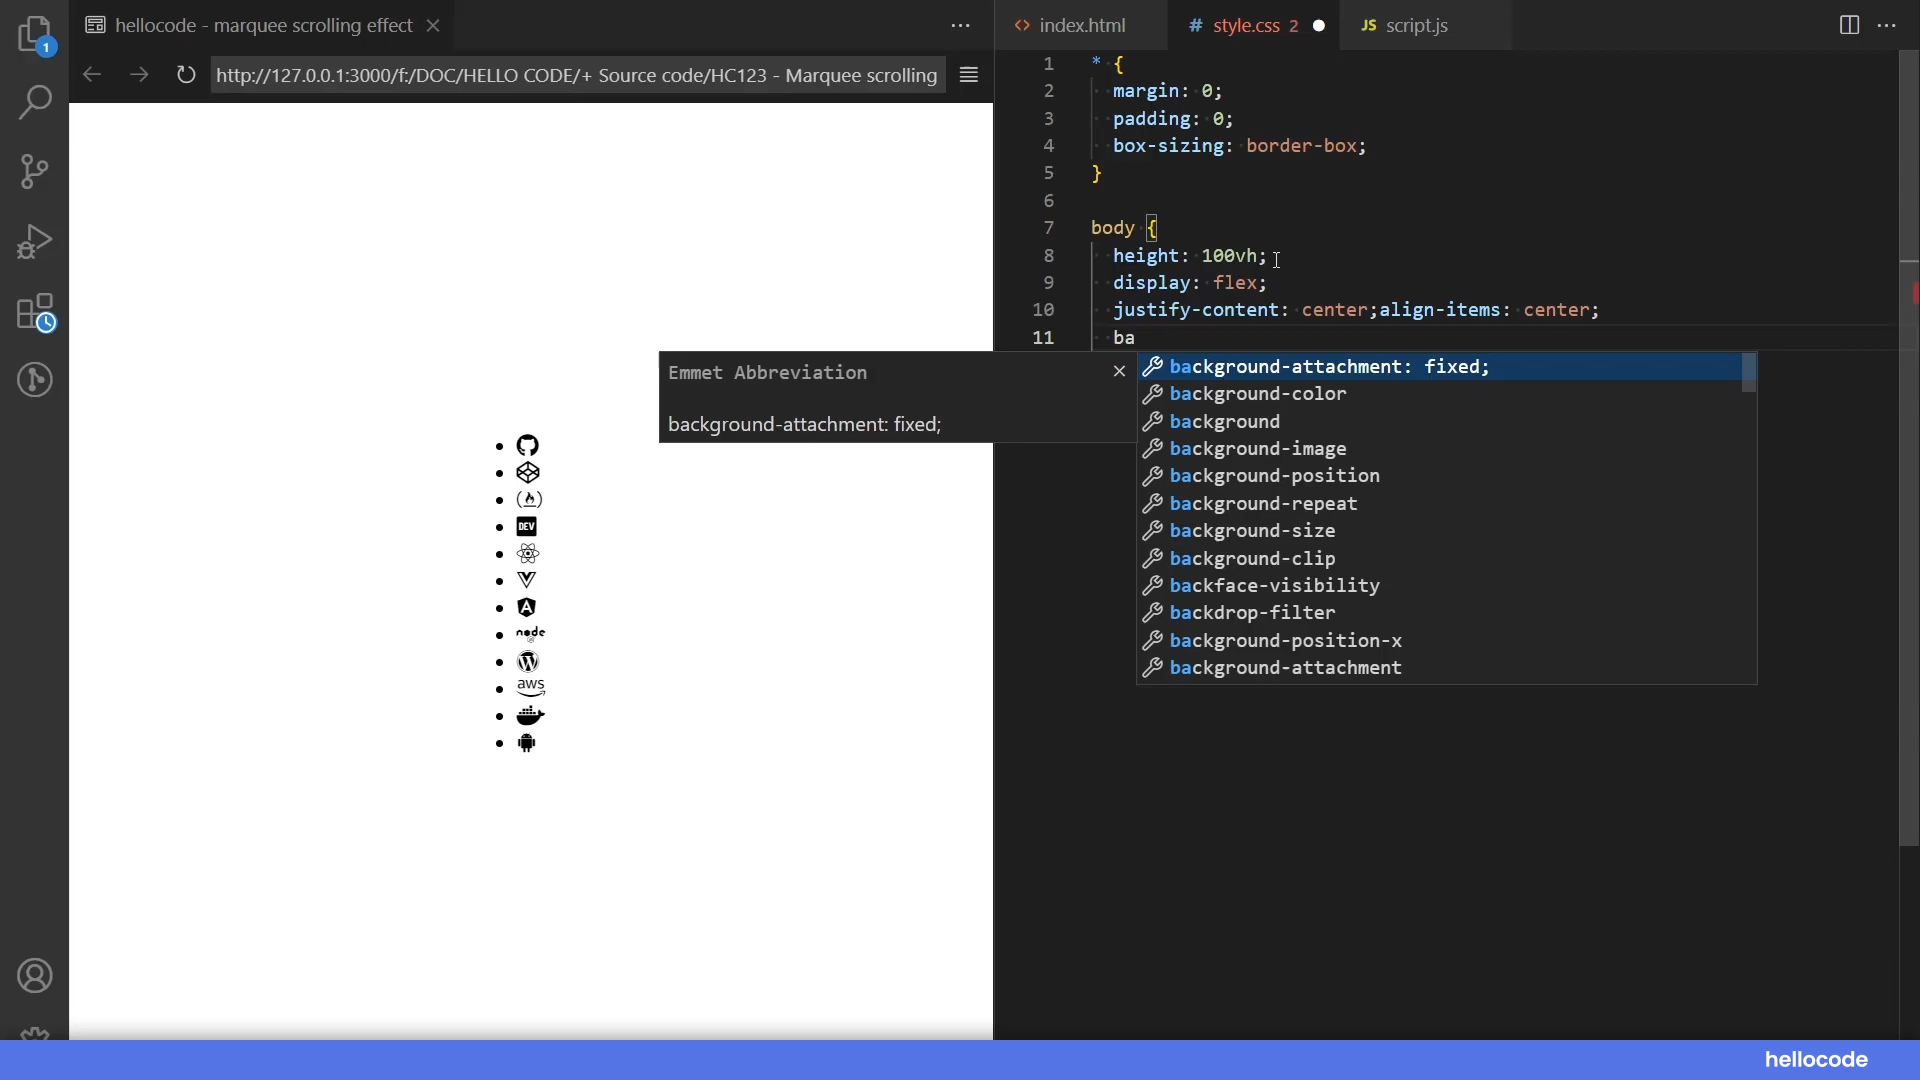 1
hellocode - marquee scrolling effect
http://127.0.0.1:3000/f:/DOC/HELLO CODE/+ Source code/HC123 - Marquee scrolling
index.html
# style.css 2
JS script.js
1 * {
2 margin: 0;
3 padding: 0;
4 box-sizing: border-box;
5 }
6
7 body {
8 height: 100vh;
9 display: flex;
10 justify-content: center;align-items: center;
11 ba
Emmet Abbreviation
background-attachment: fixed;
background-attachment: fixed;
background-color
background
background-image
background-position
background-repeat
background-size
background-clip
backface-visibility
backdrop-filter
background-position-x
background-attachment
DEV
A
node
W
aws
hellocode